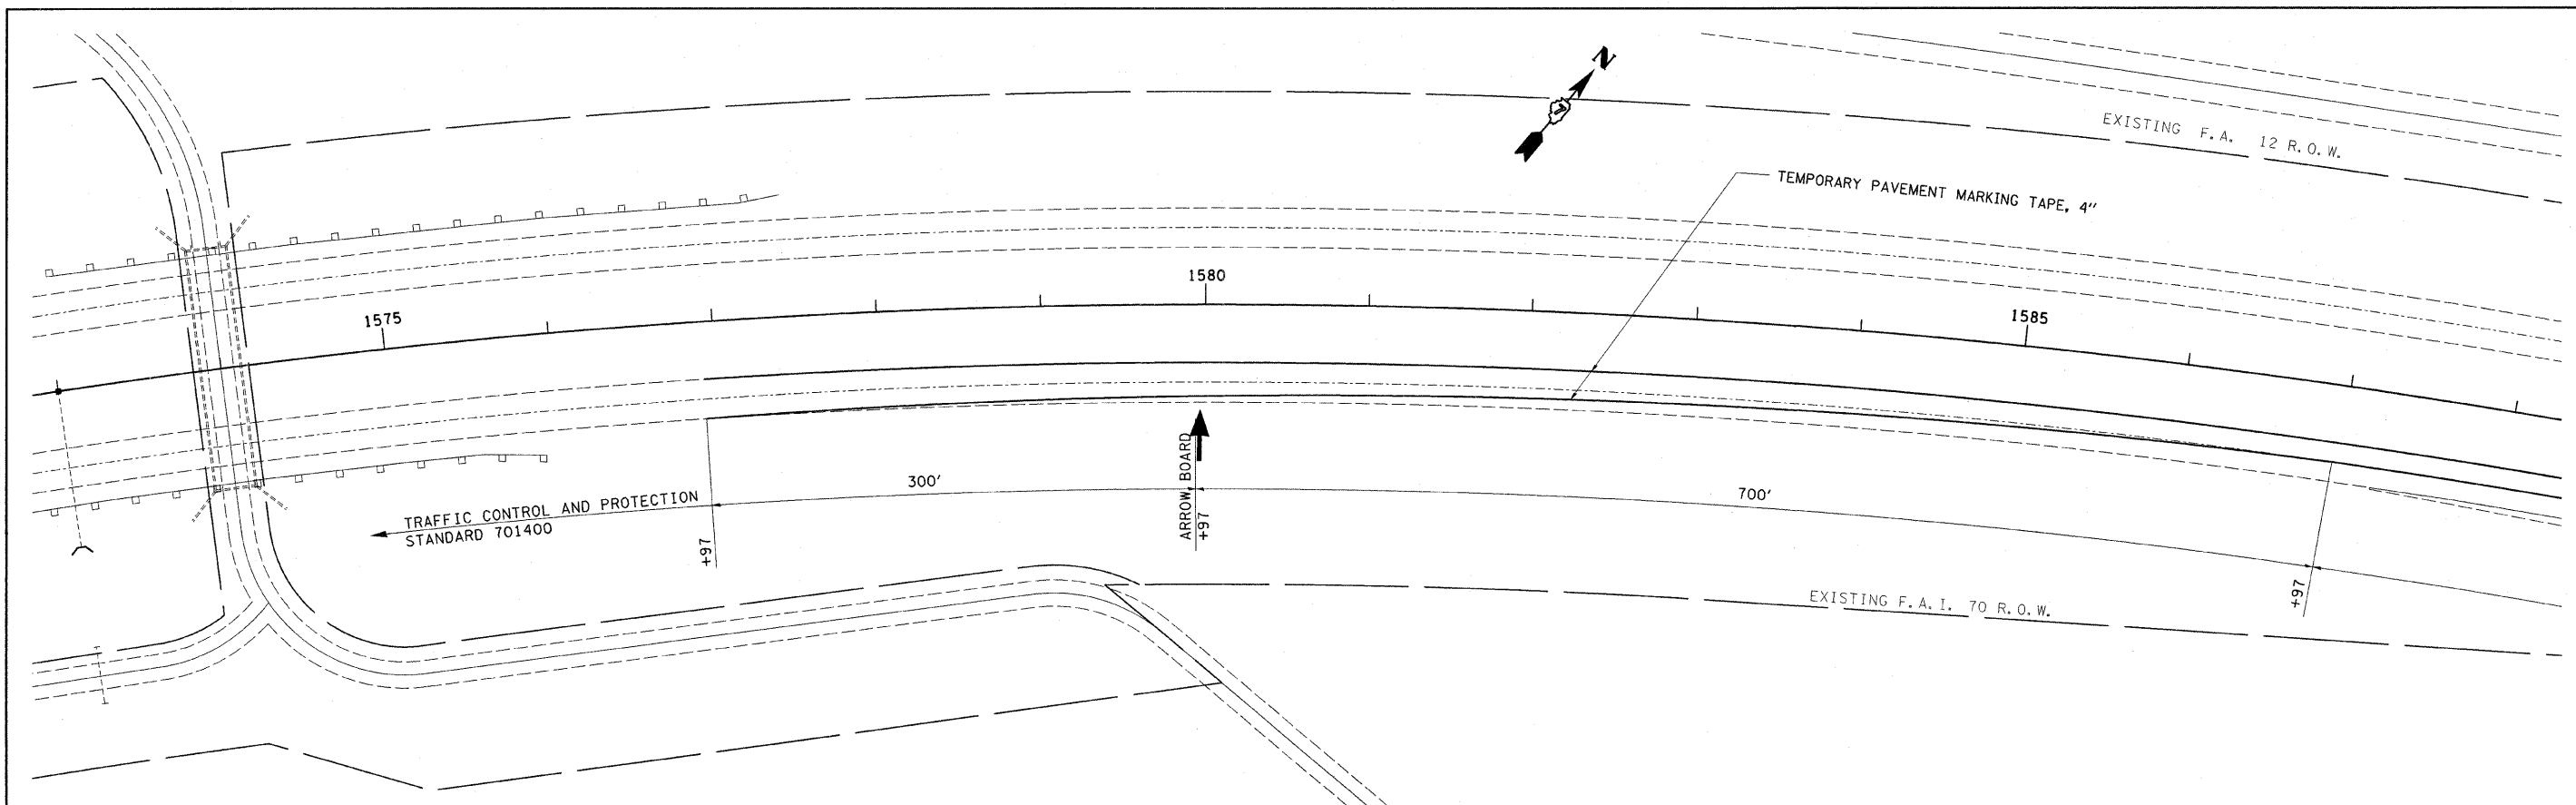 N
EXISTING F.A. 12 R.O.W.
TEMPORARY PAVEMENT MARKING TAPE, 4"
1580
1575
1585
300'
ARROW BOARD
+97
700'
TRAFFIC CONTROL AND PROTECTION
STANDARD 701400
+97
+97
EXISTING F.A.I. 70 R.O.W.